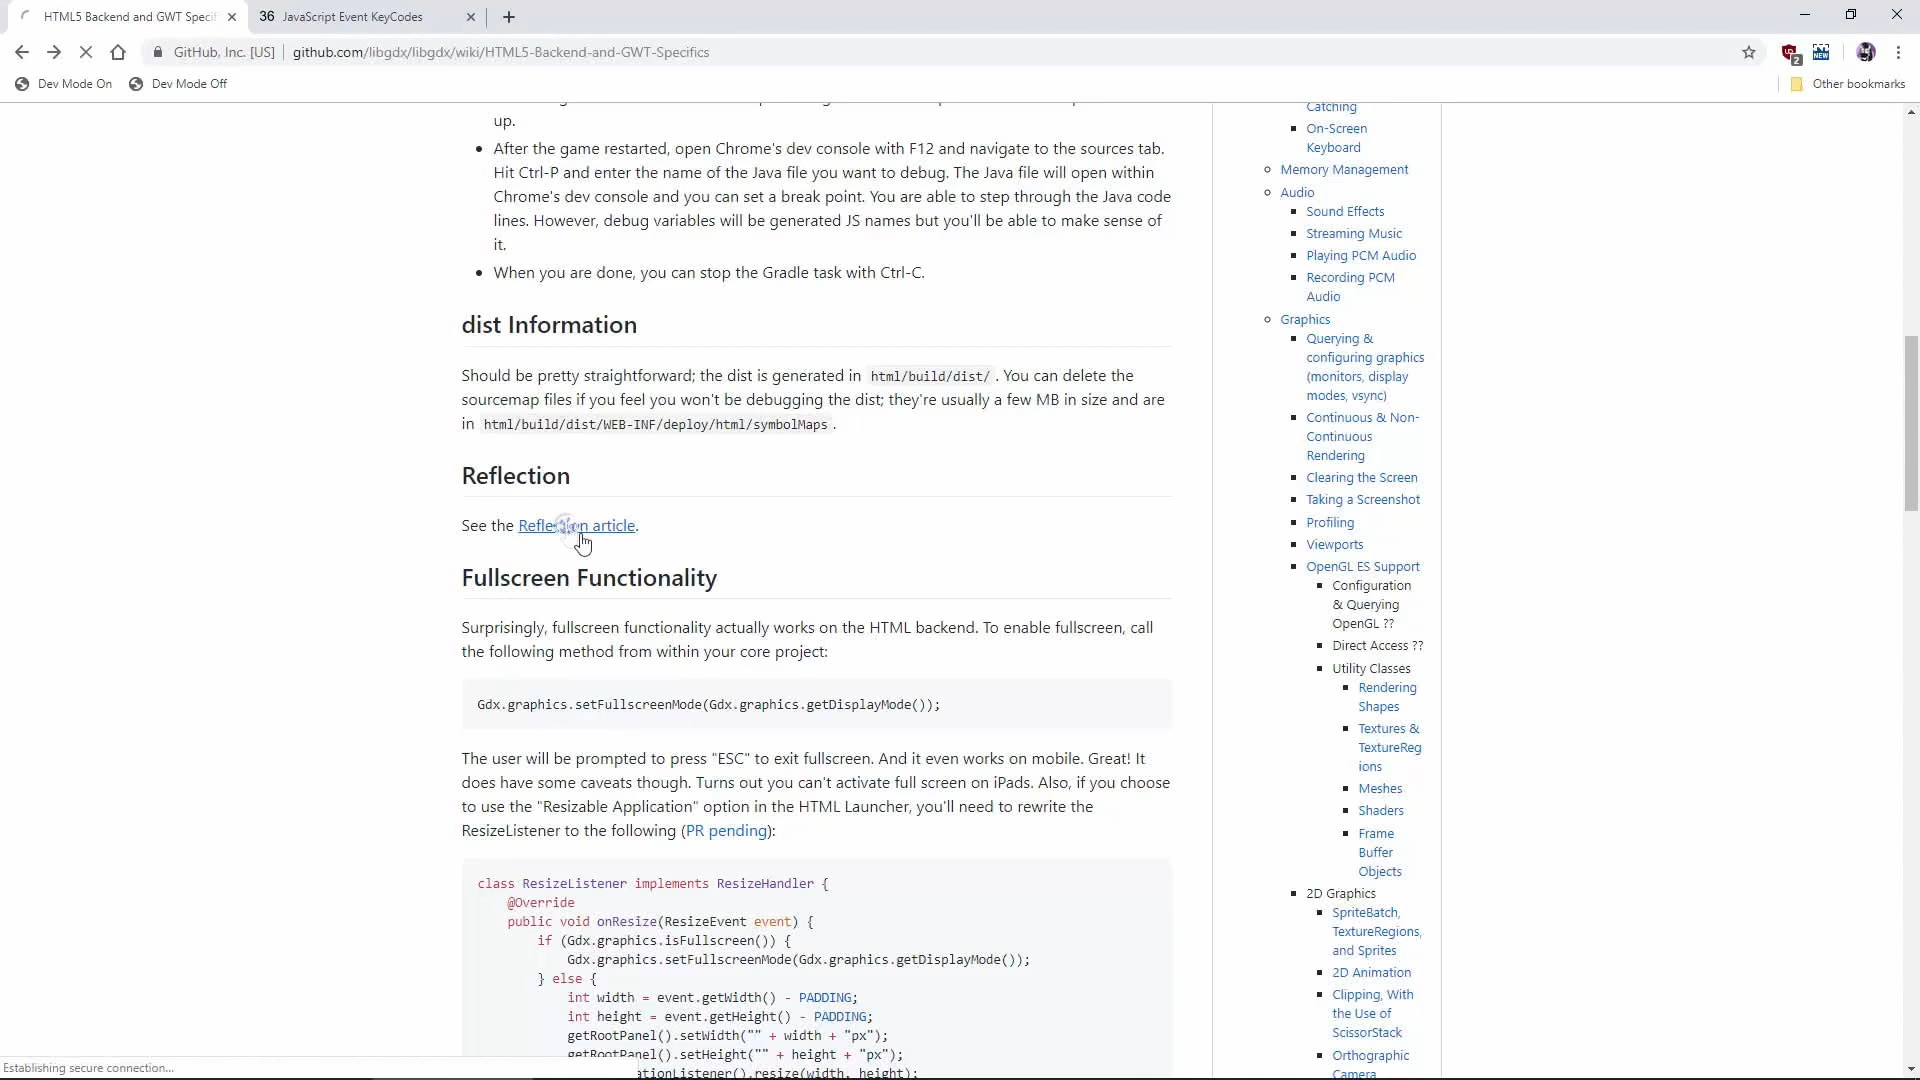 HTML5 Backend and GWT Specif
36 JavaScript Event KeyCodes
GitHub, Inc. [US] github.com/libgdx/libgdx/wiki/HTML5-Backend-and-GWT-Specifics
2
NEW
Dev Mode On
Dev Mode Off
Other bookmarks
up.
After the game restarted, open Chrome's dev console with F12 and navigate to the sources tab.
Hit Ctrl-P and enter the name of the Java file you want to debug. The Java file will open within
Chrome's dev console and you can set a break point. You are able to step through the Java code
lines. However, debug variables will be generated JS names but you'll be able to make sense of
it.
When you are done, you can stop the Gradle task with Ctrl-C.
dist Information
Should be pretty straightforward; the dist is generated in html/build/dist/ . You can delete the
sourcemap files if you feel you won't be debugging the dist; they're usually a few MB in size and are
in html/build/dist/WEB-INF/deploy/html/symbolMaps .
Reflection
See the Reflection article.
Fullscreen Functionality
Surprisingly, fullscreen functionality actually works on the HTML backend. To enable fullscreen, call
the following method from within your core project:
Gdx.graphics.setFullscreenMode(Gdx.graphics.getDisplayMode());
The user will be prompted to press "ESC" to exit fullscreen. And it even works on mobile. Great! It
does have some caveats though. Turns out you can't activate full screen on iPads. Also, if you choose
to use the "Resizable Application" option in the HTML Launcher, you'll need to rewrite the
ResizeListener to the following (PR pending):
class ResizeListener implements ResizeHandler {
@Override
public void onResize(ResizeEvent event) {
if (Gdx.graphics.isFullscreen()) {
Gdx.graphics.setFullscreenMode(Gdx.graphics.getDisplayMode());
} else {
int width = event.getWidth() - PADDING;
int height = event.getHeight() - PADDING;
getRootPanel().setWidth("" + width + "px");
getRootPanel().setHeight("" + height + "px");
ationListener().resize(width, height);
Catching
On-Screen
Keyboard
Memory Management
Audio
Sound Effects
Streaming Music
Playing PCM Audio
Recording PCM
Audio
Graphics
Querying &
configuring graphics
(monitors, display
modes, vsync)
Continuous & Non-
Continuous
Rendering
Clearing the Screen
Taking a Screenshot
Profiling
Viewports
OpenGL ES Support
Configuration
& Querying
OpenGL ??
Direct Access ??
Utility Classes
Rendering
Shapes
Textures &
TextureReg
ions
Meshes
Shaders
Frame
Buffer
Objects
2D Graphics
SpriteBatch,
TextureRegions,
and Sprites
2D Animation
Clipping, With
the Use of
ScissorStack
Orthographic
Camera
Establishing secure connection...